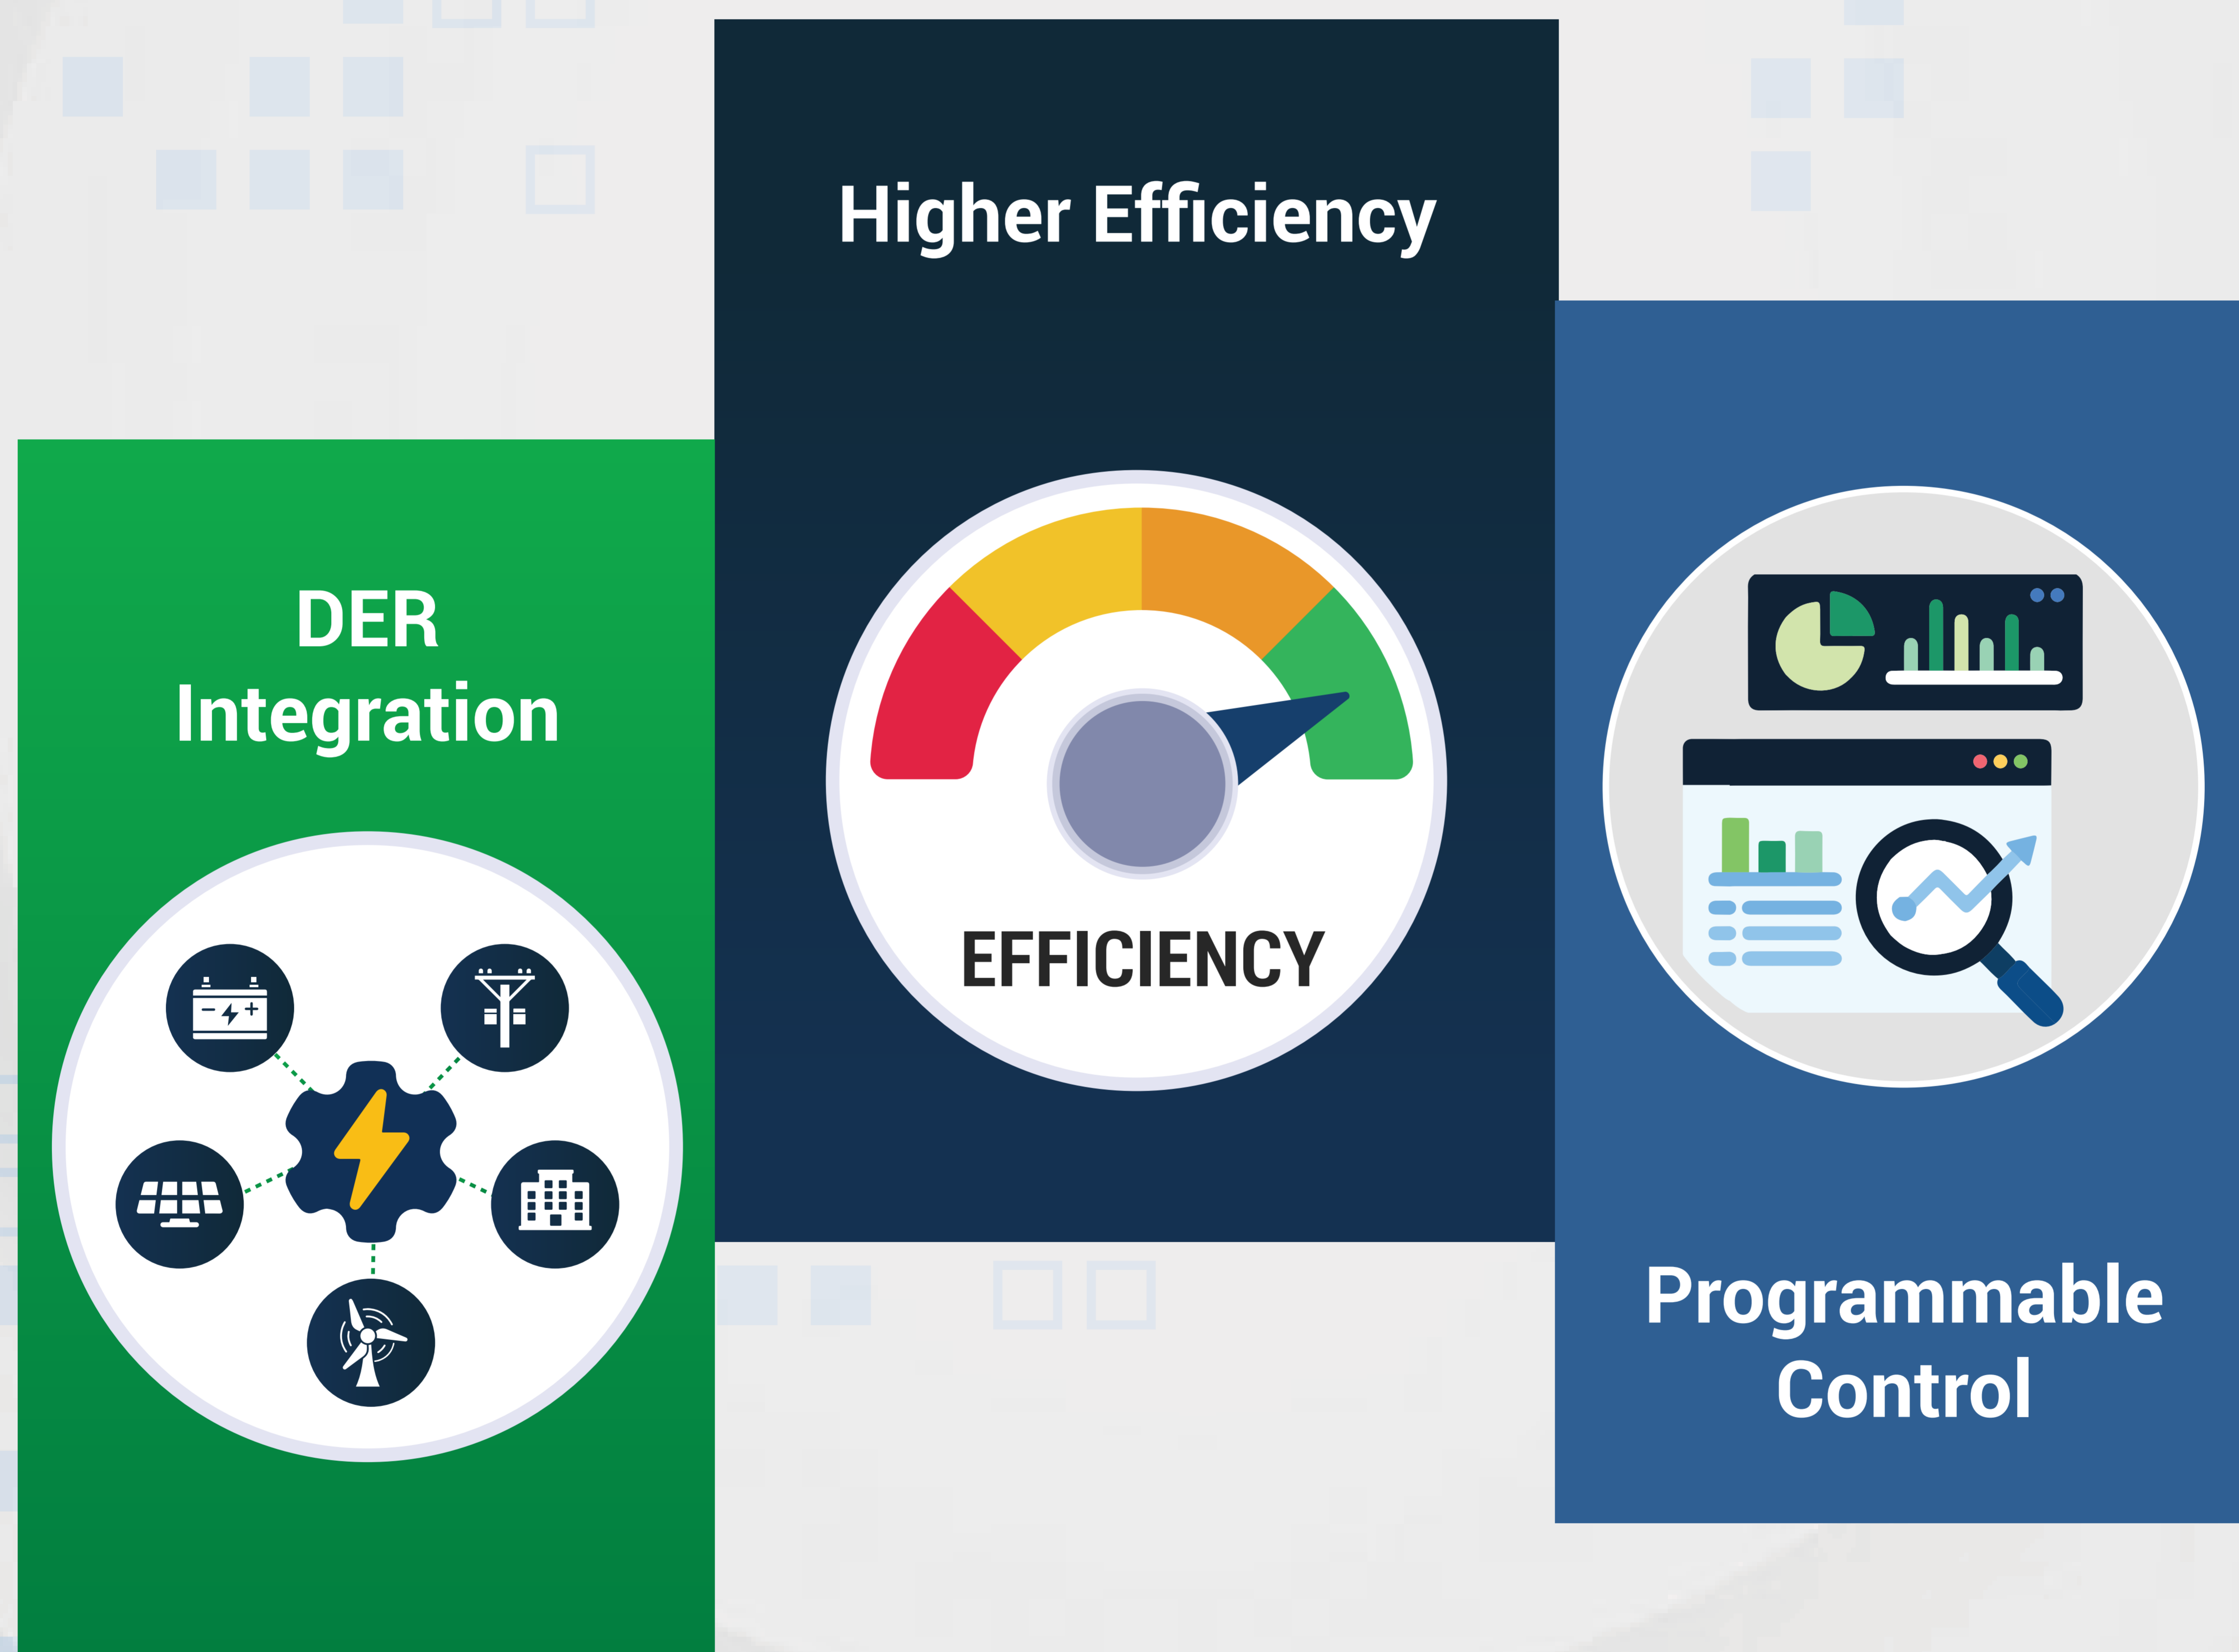 DER
Integration
Higher Efficiency
EFFICIENCY
Programmable
Control